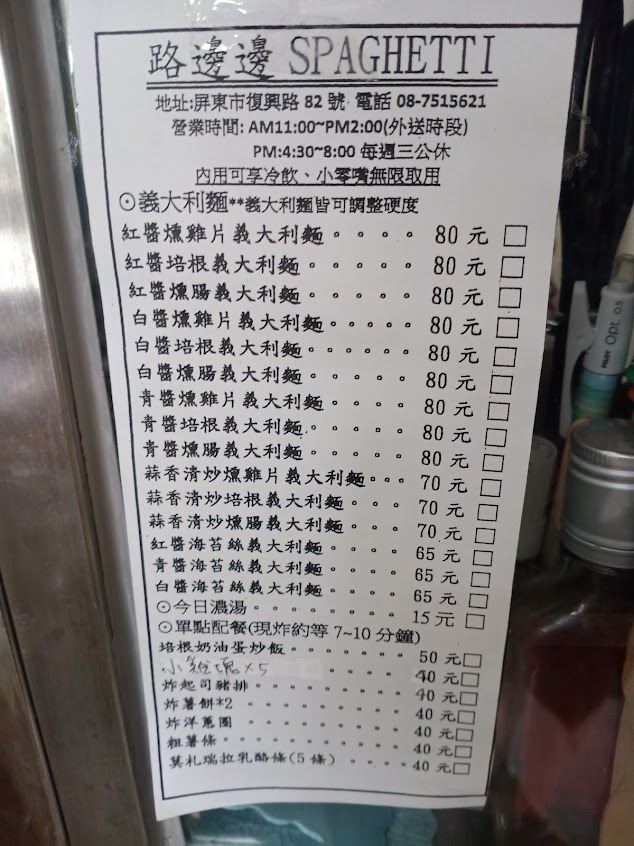 路邊邊 SPAGHETTI
地址:屏東市復興路 82 號 電話 08-7515621
營業時間: AM11:00~PM2:00(外送時段)
PM:4:30~8:00 每週三公休
內用可享冷飲、小零嘴無限取用
⊙義大利麵**義大利麵皆可調整硬度
紅醬燻雞片義大利麵。。。。 80 元 □
紅醬培根義大利麵。。。。。 80 元 □
紅醬燻腸義大利麵。。。。。 80 元 □
白醬燻雞片義大利麵。。。。 80 元 □
白醬培根義大利麵。。。。。 80 元 □
白醬燻腸義大利麵。。。。。 80 元 □
青醬燻雞片義大利麵。。。。 80 元 □
青醬培根義大利麵。。。。。 80 元 □
青醬燻腸義大利麵。。。。。 80 元 □
蒜香清炒燻雞片義大利麵。。。 70 元 □
蒜香清炒培根義大利麵。。。 70 元 □
蒜香清炒燻腸義大利麵。。。 70 元 □
紅醬海苔絲義大利麵。。。。 65 元 □
青醬海苔絲義大利麵。。。。 65 元 □
白醬海苔絲義大利麵。。。。 65 元 □
⊙今日濃湯。。。。。。。。 15 元 □
⊙單點配餐(現炸約等 7~10 分鐘)
培根奶油蛋炒飯。。。。。。。 50 元□
小雞塊×5 。。。。 40 元□
炸起司豬排。。。。。。。。 40 元□
炸薯餅*2 。。。。。。。。 40 元□
炸洋蔥圈 。。。。。。。。 40 元□
粗薯條。。。。。。。。。。 40 元□
莫札瑞拉乳酪條(5 條) 。。。。 40 元□
PILOT Opt. 0.5